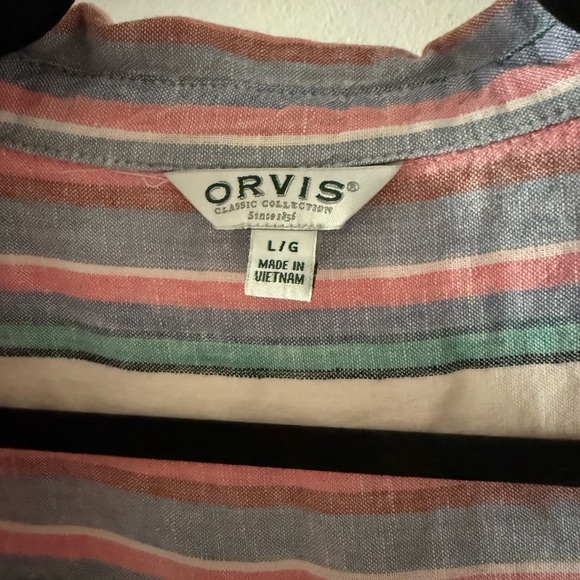 ORVIS®
CLASSIC COLLECTION
Since 1856
L/G
MADE IN
VIETNAM